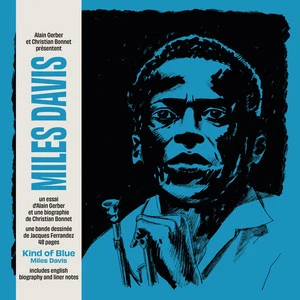 Alain Gerber
et Christian Bonnet
présentent
MILES DAVIS
un essai
d'Alain Gerber
et une biographie
de Christian Bonnet
une bande dessinée
de Jacques Ferrandez
48 pages
Kind of Blue
Miles Davis
includes english
biography and liner notes